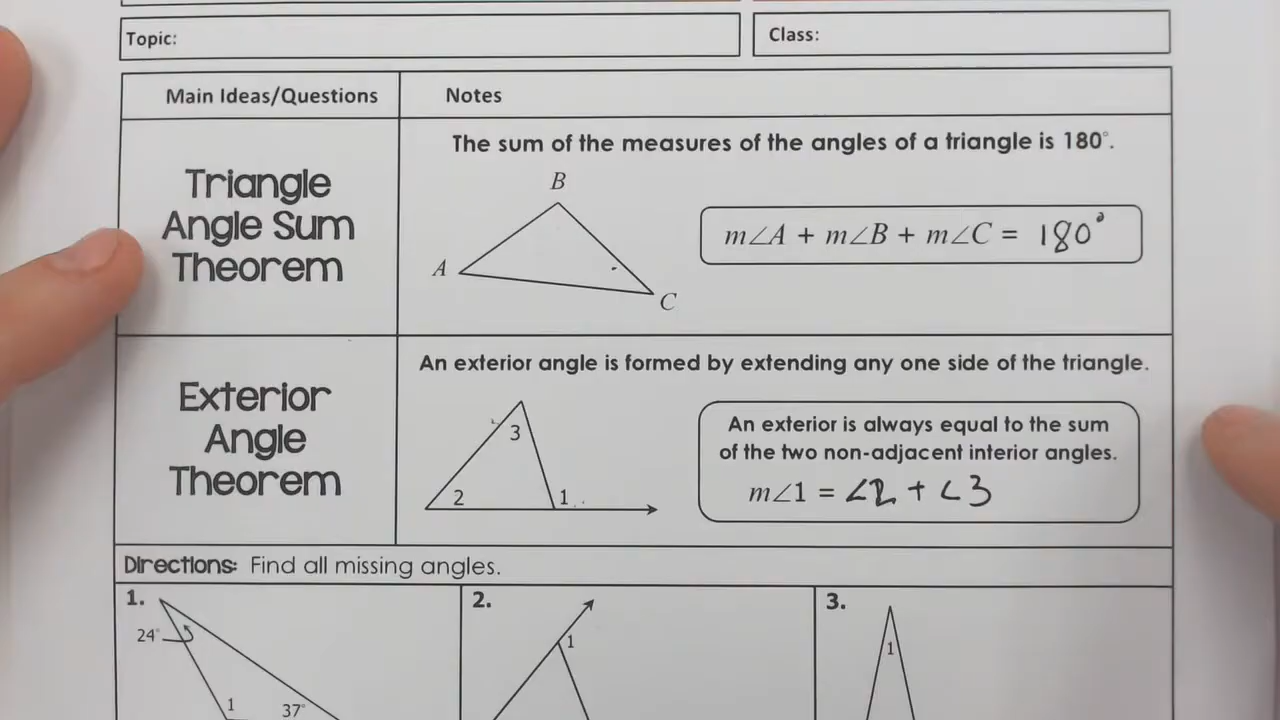 Topic:
Class:
Main Ideas/Questions
Notes
Triangle
Angle Sum
Theorem
The sum of the measures of the angles of a triangle is 180°.
B
A
C
m∠A + m∠B + m∠C = 180°
Exterior
Angle
Theorem
An exterior angle is formed by extending any one side of the triangle.
3
2
1
An exterior is always equal to the sum
of the two non-adjacent interior angles.
m∠1 = ∠2 + ∠3
Directions: Find all missing angles.
1.
24°
1
37°
2.
1
3.
1